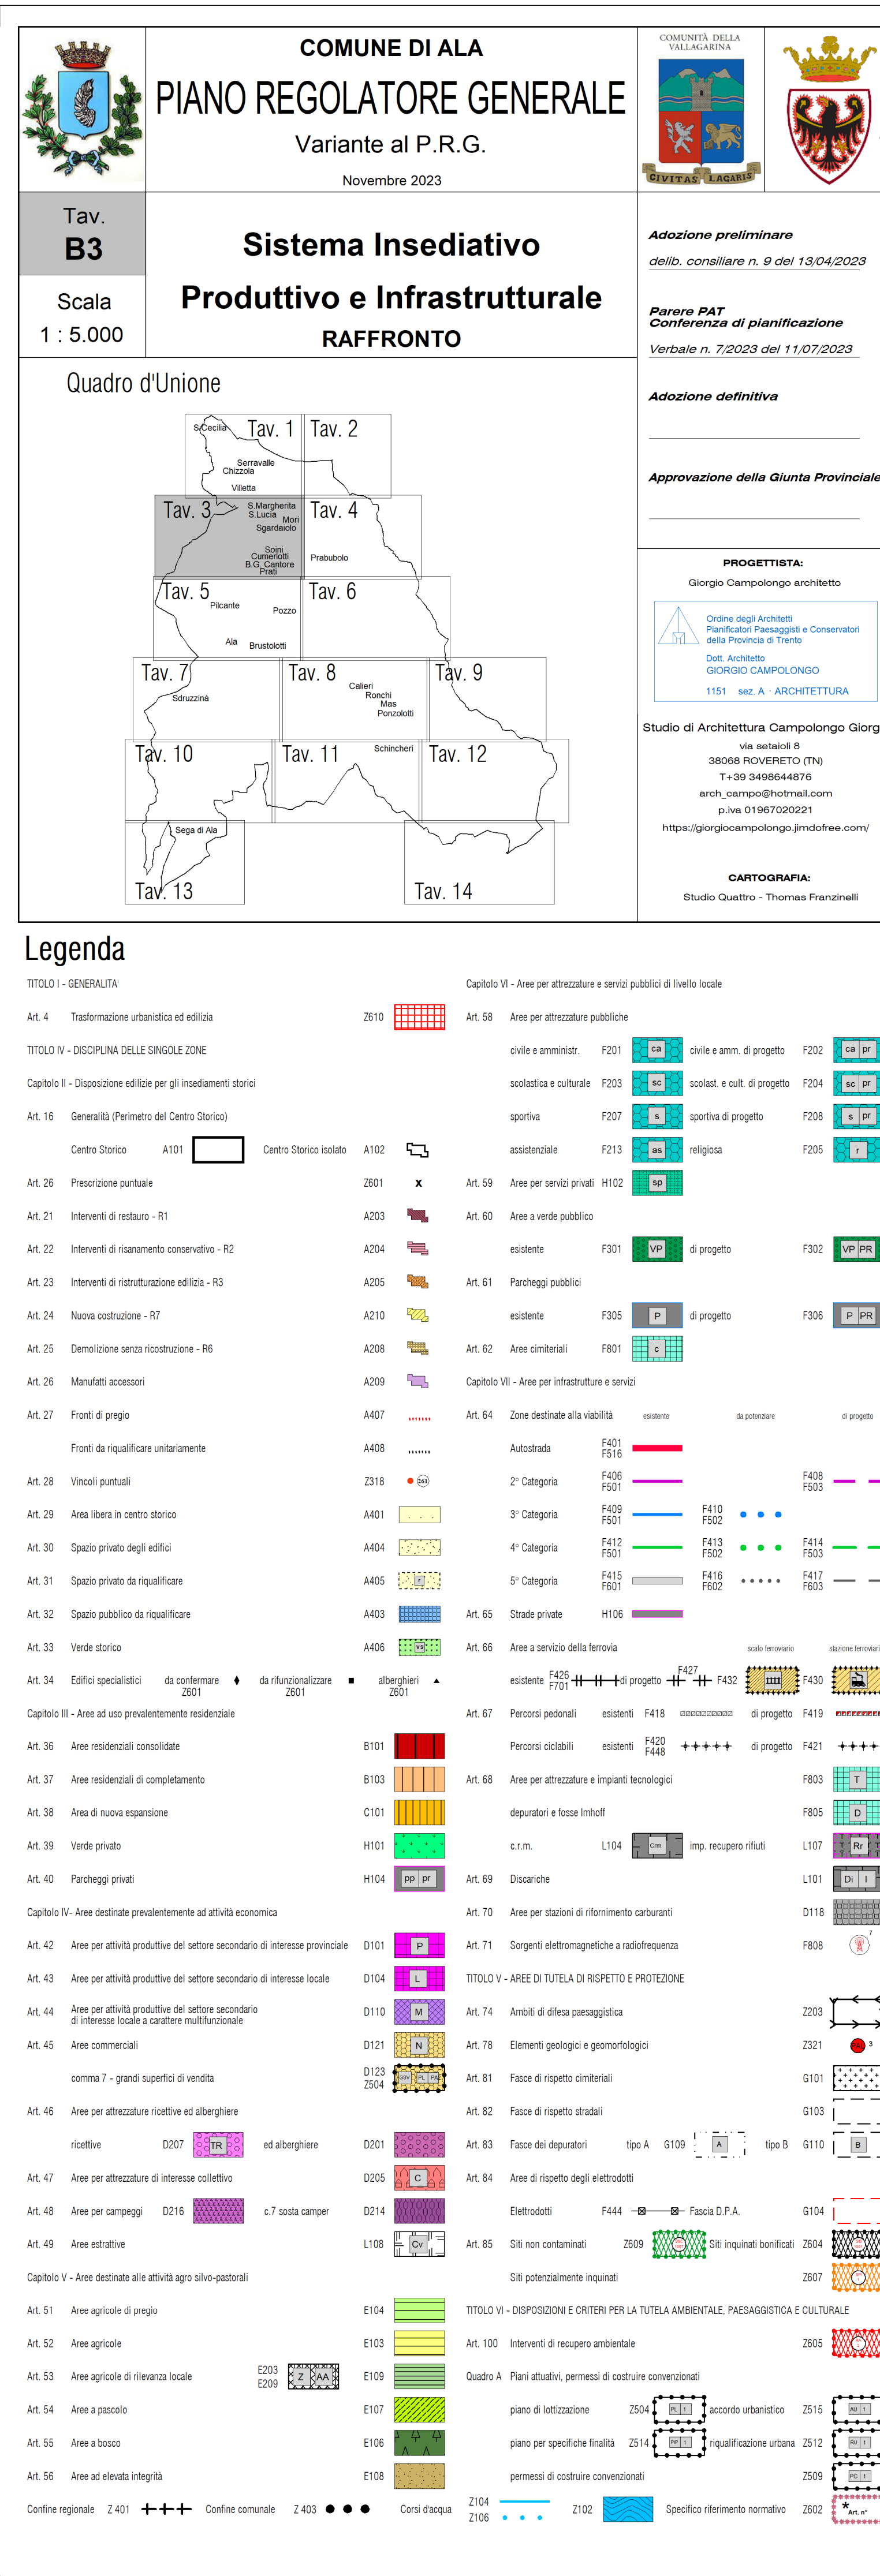 COMUNE DI ALA
PIANO REGOLATORE GENERALE
Variante al P.R.G.
Novembre 2023
COMUNITÀ DELLA
VALLAGARINA
CIVITAS LAGARIS
Tav.
B3
Scala
1 : 5.000
Sistema Insediativo
Produttivo e Infrastrutturale
RAFFRONTO
Adozione preliminare
delib. consiliare n. 9 del 13/04/2023
Parere PAT
Conferenza di pianificazione
Verbale n. 7/2023 del 11/07/2023
Adozione definitiva
Approvazione della Giunta Provinciale
Quadro d'Unione
S.Cecilia
Tav. 1
Tav. 2
Serravalle
Chizzola
Villetta
Tav. 3
S.Margherita
S.Lucia
Mori
Sgardaiolo
Soini
Cumerlotti
B.G. Cantore
Prati
Tav. 4
Prabubolo
Tav. 5
Pilcante
Pozzo
Ala
Brustolotti
Tav. 6
Tav. 7
Sdruzzinà
Tav. 8
Calieri
Ronchi
Mas
Ponzolotti
Tav. 9
Tav. 10
Tav. 11
Schincheri
Tav. 12
Sega di Ala
Tav. 13
Tav. 14
PROGETTISTA:
Giorgio Campolongo architetto
Ordine degli Architetti
Pianificatori Paesaggisti e Conservatori
della Provincia di Trento
Dott. Architetto
GIORGIO CAMPOLONGO
1151 sez. A - ARCHITETTURA
Studio di Architettura Campolongo Giorg
via setaioli 8
38068 ROVERETO (TN)
T+39 3498644876
arch_campo@hotmail.com
p.iva 01967020221
https://giorgiocampolongo.jimdofree.com/
CARTOGRAFIA:
Studio Quattro - Thomas Franzinelli
Legenda
TITOLO I - GENERALITA'
Art. 4 Trasformazione urbanistica ed edilizia Z610
TITOLO IV - DISCIPLINA DELLE SINGOLE ZONE
Capitolo II - Disposizione edilizie per gli insediamenti storici
Art. 16 Generalità (Perimetro del Centro Storico)
Centro Storico A101 Centro Storico isolato A102
Art. 26 Prescrizione puntuale Z601 x
Art. 21 Interventi di restauro - R1 A203
Art. 22 Interventi di risanamento conservativo - R2 A204
Art. 23 Interventi di ristrutturazione edilizia - R3 A205
Art. 24 Nuova costruzione - R7 A210
Art. 25 Demolizione senza ricostruzione - R6 A208
Art. 26 Manufatti accessori A209
Art. 27 Fronti di pregio A407
Fronti da riqualificare unitariamente A408
Art. 28 Vincoli puntuali Z318 261
Art. 29 Area libera in centro storico A401
Art. 30 Spazio privato degli edifici A404
Art. 31 Spazio privato da riqualificare A405 r
Art. 32 Spazio pubblico da riqualificare A403
Art. 33 Verde storico A406 vs
Art. 34 Edifici specialistici da confermare da rifunzionalizzare alberghieri
Z601 Z601 Z601
Capitolo III - Aree ad uso prevalentemente residenziale
Art. 36 Aree residenziali consolidate B101
Art. 37 Aree residenziali di completamento B103
Art. 38 Area di nuova espansione C101
Art. 39 Verde privato H101
Art. 40 Parcheggi privati H104 pp pr
Capitolo IV- Aree destinate prevalentemente ad attività economica
Art. 42 Aree per attività produttive del settore secondario di interesse provinciale D101 P
Art. 43 Aree per attività produttive del settore secondario di interesse locale D104 L
Art. 44 Aree per attività produttive del settore secondario
di interesse locale a carattere multifunzionale D110 M
Art. 45 Aree commerciali D121 N
comma 7 - grandi superfici di vendita D123
Z504 GSV PL PA
Art. 46 Aree per attrezzature ricettive ed alberghiere
ricettive D207 TR ed alberghiere D201
Art. 47 Aree per attrezzature di interesse collettivo D205 C
Art. 48 Aree per campeggi D216 c.7 sosta camper D214
Art. 49 Aree estrattive L108 Cv
Capitolo V - Aree destinate alle attività agro silvo-pastorali
Art. 51 Aree agricole di pregio E104
Art. 52 Aree agricole E103
Art. 53 Aree agricole di rilevanza locale E203
E209 Z AA E109
Art. 54 Area a pascolo E107
Art. 55 Area a bosco E106
Art. 56 Aree ad elevata integrità E108
Confine regionale Z 401 Confine comunale Z 403 Corsi d'acqua Z104
Z106 Z102 Specifico riferimento normativo Z602 * Art. n°
Capitolo VI - Aree per attrezzature e servizi pubblici di livello locale
Art. 58 Aree per attrezzature pubbliche
civile e amministr. F201 ca civile e amm. di progetto F202 ca pr
scolastica e culturale F203 sc scolast. e cult. di progetto F204 sc pr
sportiva F207 s sportiva di progetto F208 s pr
assistenziale F213 as religiosa F205 r
Art. 59 Aree per servizi privati H102 sp
Art. 60 Aree a verde pubblico
esistente F301 VP di progetto F302 VP PR
Art. 61 Parcheggi pubblici
esistente F305 P di progetto F306 P PR
Art. 62 Aree cimiteriali F801 c
Capitolo VII - Aree per infrastrutture e servizi
Art. 64 Zone destinate alla viabilità esistente da potenziare di progetto
Autostrada F401
F516
2° Categoria F406 F408
F501 F503
3° Categoria F409 F410
F501 F502
4° Categoria F412 F413 F414
F501 F502 F503
5° Categoria F415 F416 F417
F601 F602 F603
Art. 65 Strade private H106
Art. 66 Aree a servizio della ferrovia scalo ferroviario stazione ferroviari
esistente F426
F701 di progetto F427 F432 F430
Art. 67 Percorsi pedonali esistenti F418 di progetto F419
Percorsi ciclabili esistenti F420
F448 di progetto F421
Art. 68 Aree per attrezzature e impianti tecnologici F803 T
depuratori e fosse Imhoff F805 D
c.r.m. L104 Crm imp. recupero rifiuti L107 Rr
Art. 69 Discariche L101 Di I
Art. 70 Aree per stazioni di rifornimento carburanti D118
Art. 71 Sorgenti elettromagnetiche a radiofrequenza F808 7
TITOLO V - AREE DI TUTELA DI RISPETTO E PROTEZIONE
Art. 74 Ambiti di difesa paesaggistica Z203
Art. 78 Elementi geologici e geomorfologici Z321 3
Art. 81 Fasce di rispetto cimiteriali G101
Art. 82 Fasce di rispetto stradali G103
Art. 83 Fasce dei depuratori tipo A G109 A tipo B G110 B
Art. 84 Aree di rispetto degli elettrodotti
Elettrodotti F444 Fascia D.P.A. G104
Art. 85 Siti non contaminati Z609 Siti inquinati bonificati Z604
Siti potenzialmente inquinati Z607
TITOLO VI - DISPOSIZIONI E CRITERI PER LA TUTELA AMBIENTALE, PAESAGGISTICA E CULTURALE
Art. 100 Interventi di recupero ambientale Z605
Quadro A Piani attuativi, permessi di costruire convenzionati
piano di lottizzazione Z504 PL 1 accordo urbanistico Z515 AU 1
piano per specifiche finalità Z514 PP 1 riqualificazione urbana Z512 RU 1
permessi di costruire convenzionati Z509 PC 1